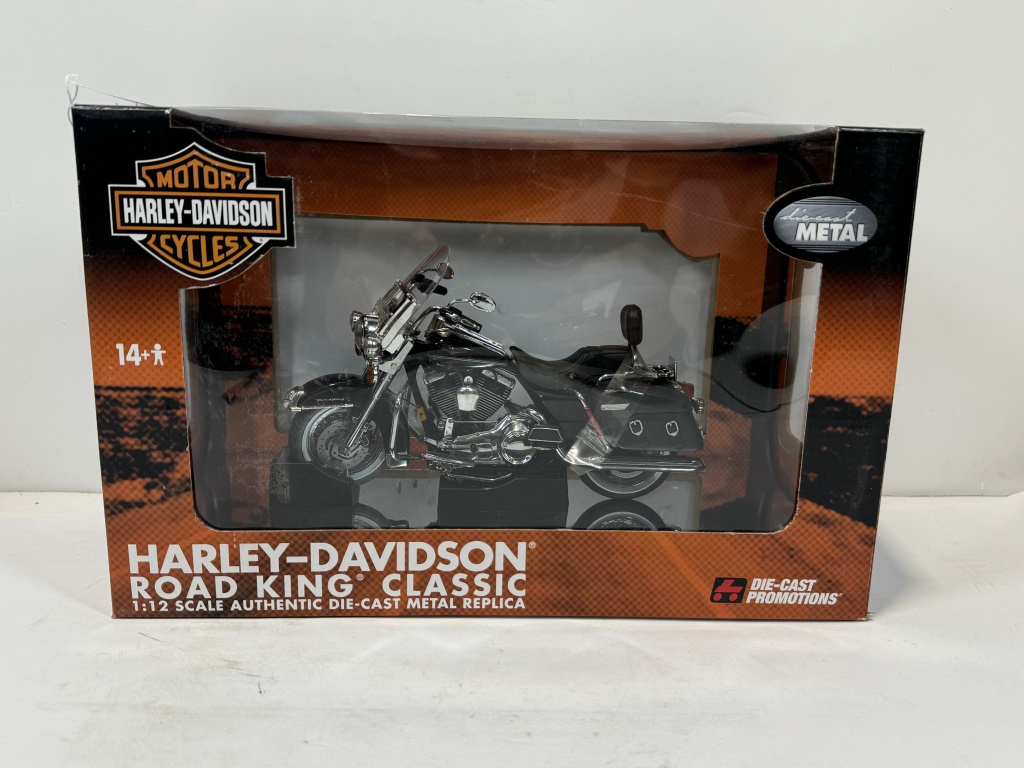 MOTOR
HARLEY-DAVIDSON
CYCLES
die-cast
METAL
14+
HARLEY-DAVIDSON®
ROAD KING® CLASSIC
1:12 SCALE AUTHENTIC DIE-CAST METAL REPLICA
DIE-CAST
PROMOTIONS®